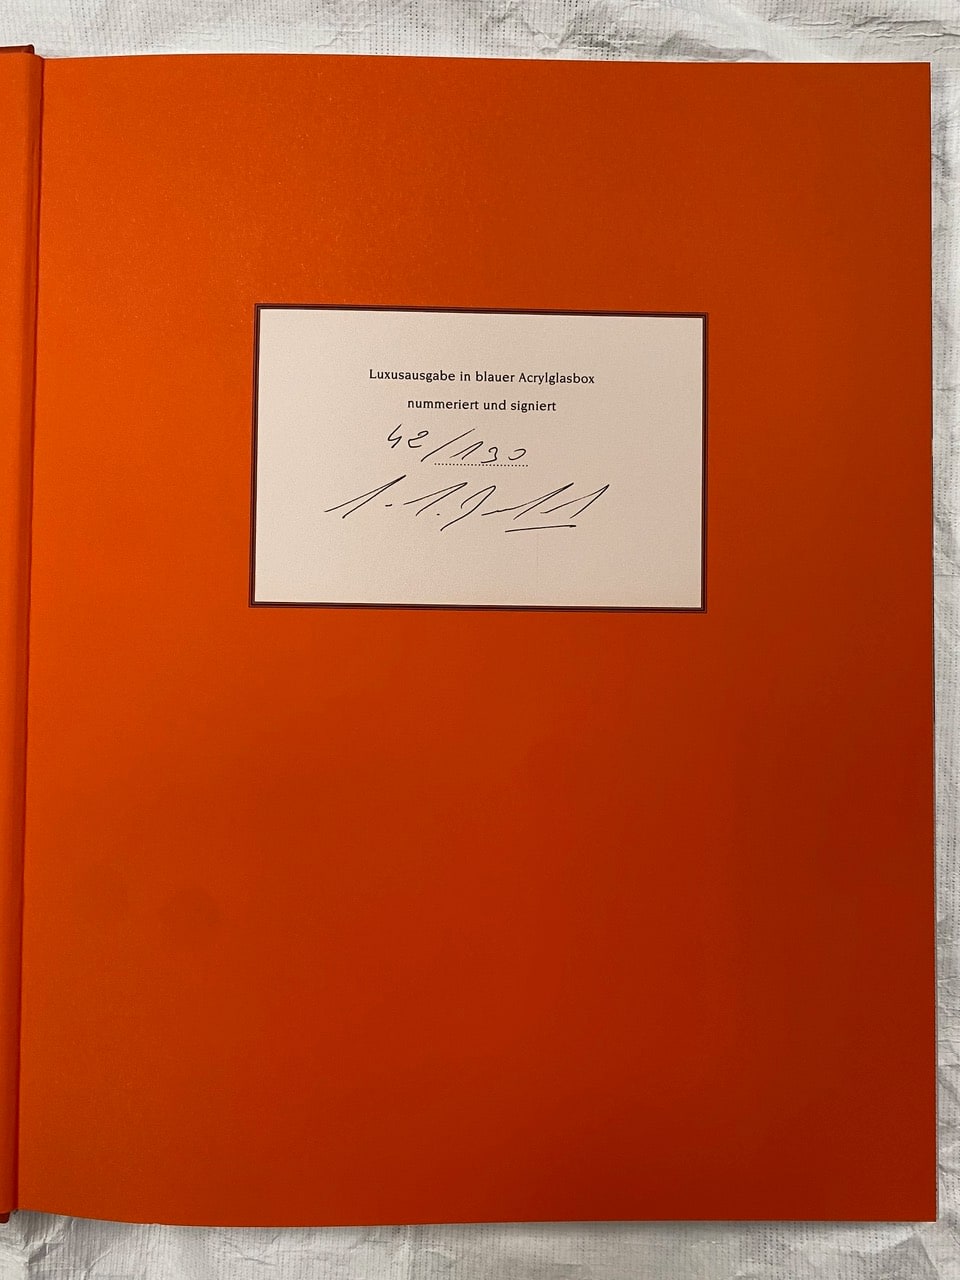 Luxusausgabe in blauer Acrylglasbox
nummeriert und signiert
42/130